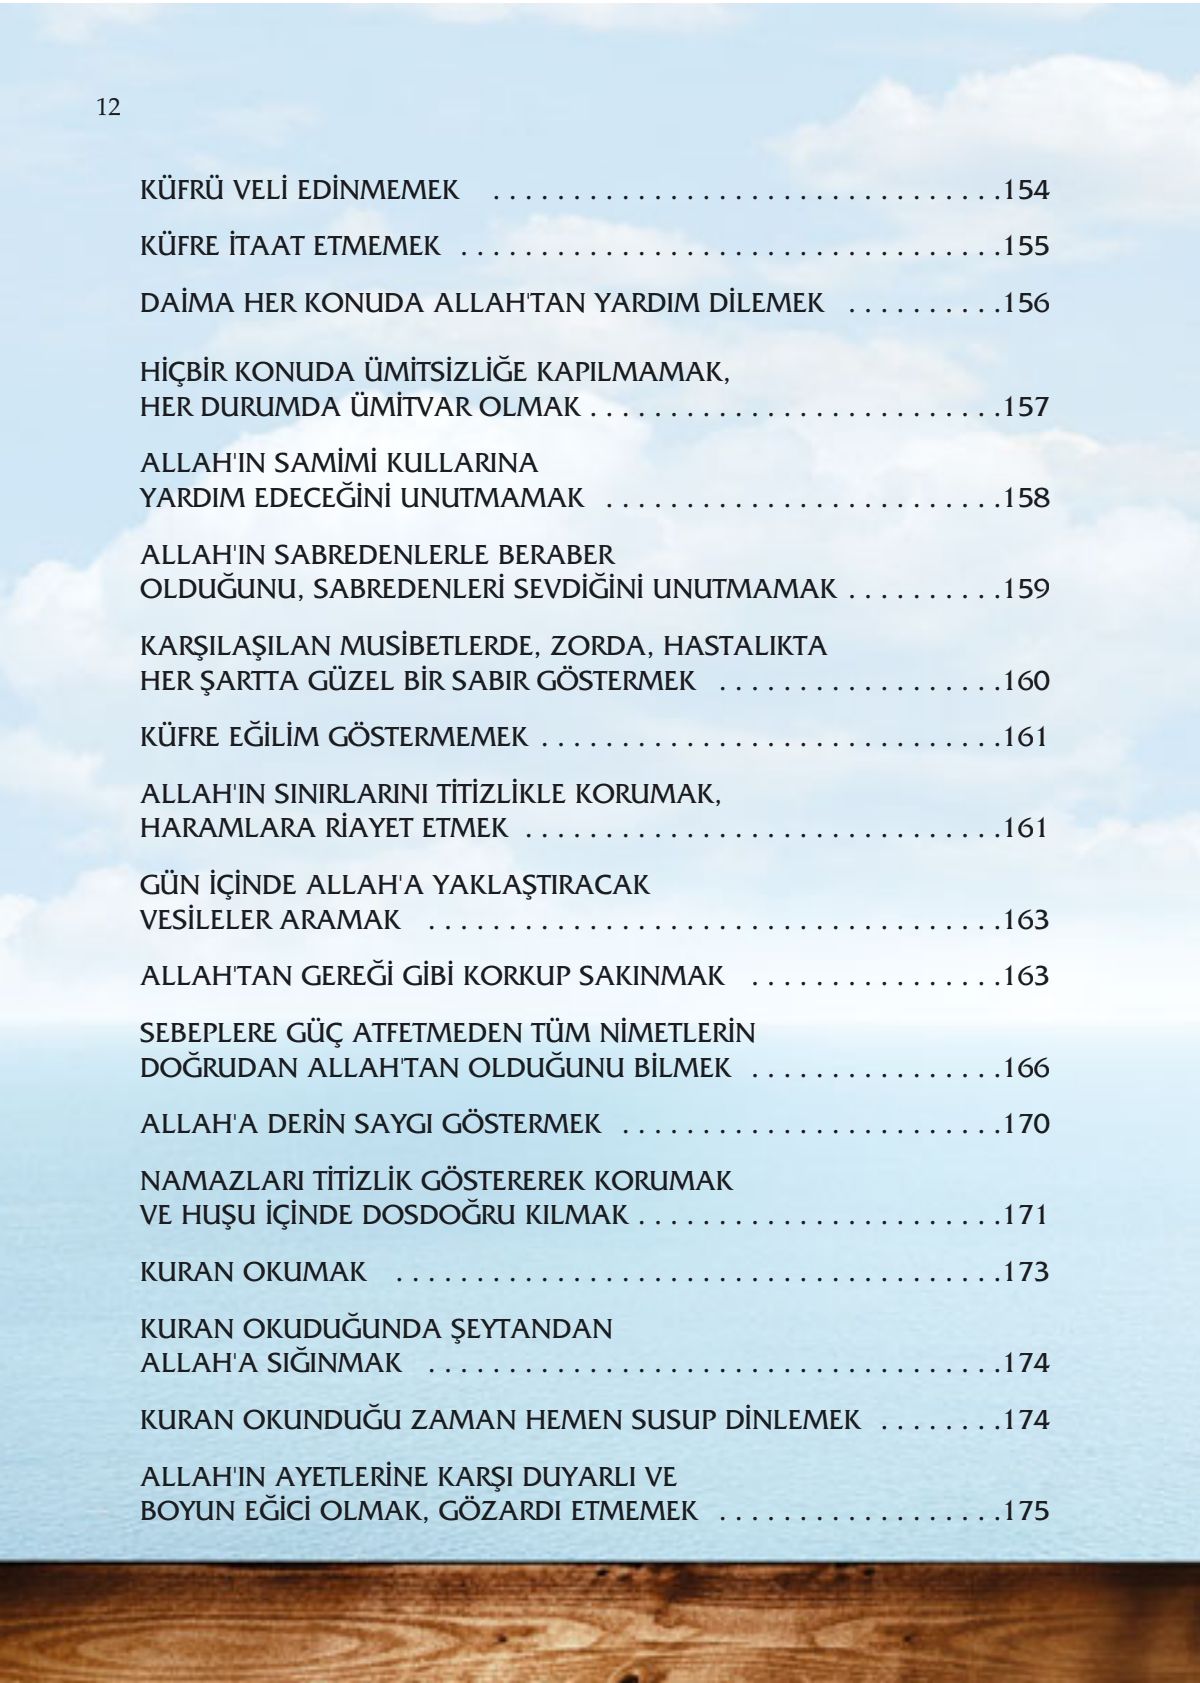 12
KÜFRÜ VELİ EDİNMEMEK ................................154
KÜFRE İTAAT ETMEMEK ..................................155
DAİMA HER KONUDA ALLAH'TAN YARDIM DİLEMEK ..........156
HİÇBİR KONUDA ÜMİTSİZLİĞE KAPILMAMAK,
HER DURUMDA ÜMİTVAR OLMAK ..........................157
ALLAH'IN SAMİMİ KULLARINA
YARDIM EDECEĞİNİ UNUTMAMAK .........................158
ALLAH'IN SABREDENLERLE BERABER
OLDUĞUNU, SABREDENLERİ SEVDİĞİNİ UNUTMAMAK ..........159
KARŞILAŞILAN MUSİBETLERDE, ZORDA, HASTALIKTA
HER ŞARTTA GÜZEL BİR SABIR GÖSTERMEK ..................160
KÜFRE EĞİLİM GÖSTERMEMEK .............................161
ALLAH'IN SINIRLARINI TİTİZLİKLE KORUMAK,
HARAMLARA RİAYET ETMEK ..............................161
GÜN İÇİNDE ALLAH'A YAKLAŞTIRACAK
VESİLELER ARAMAK ....................................163
ALLAH'TAN GEREĞİ GİBİ KORKUP SAKINMAK ................163
SEBEPLERE GÜÇ ATFETMEDEN TÜM NİMETLERİN
DOĞRUDAN ALLAH'TAN OLDUĞUNU BİLMEK ................166
ALLAH'A DERİN SAYGI GÖSTERMEK ........................170
NAMAZLARI TİTİZLİK GÖSTEREREK KORUMAK
VE HUŞU İÇİNDE DOSDOĞRU KILMAK .......................171
KURAN OKUMAK ......................................173
KURAN OKUDUĞUNDA ŞEYTANDAN
ALLAH'A SIĞINMAK ....................................174
KURAN OKUNDUĞU ZAMAN HEMEN SUSUP DİNLEMEK ........174
ALLAH'IN AYETLERİNE KARŞI DUYARLI VE
BOYUN EĞİCİ OLMAK, GÖZARDI ETMEMEK ..................175